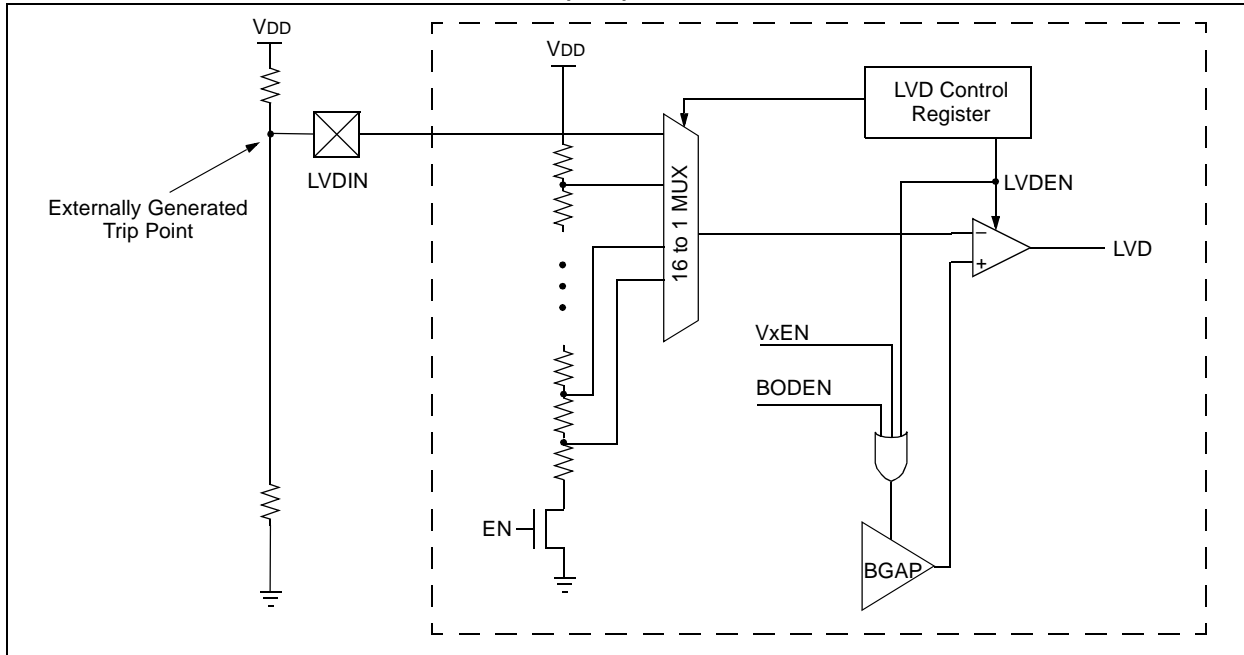 VDD
VDD
LVD Control
Register
LVDIN
16 to 1 MUX
LVDEN
Externally Generated
Trip Point
–
+
LVD
VxEN
BODEN
EN
BGAP